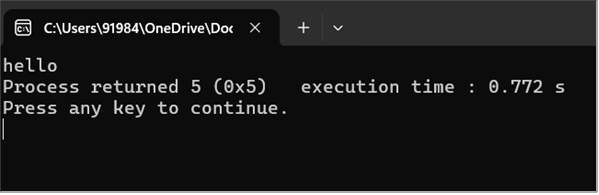 C:\Users\91984\OneDrive\Doc
hello
Process returned 5 (0x5)   execution time : 0.772 s
Press any key to continue.